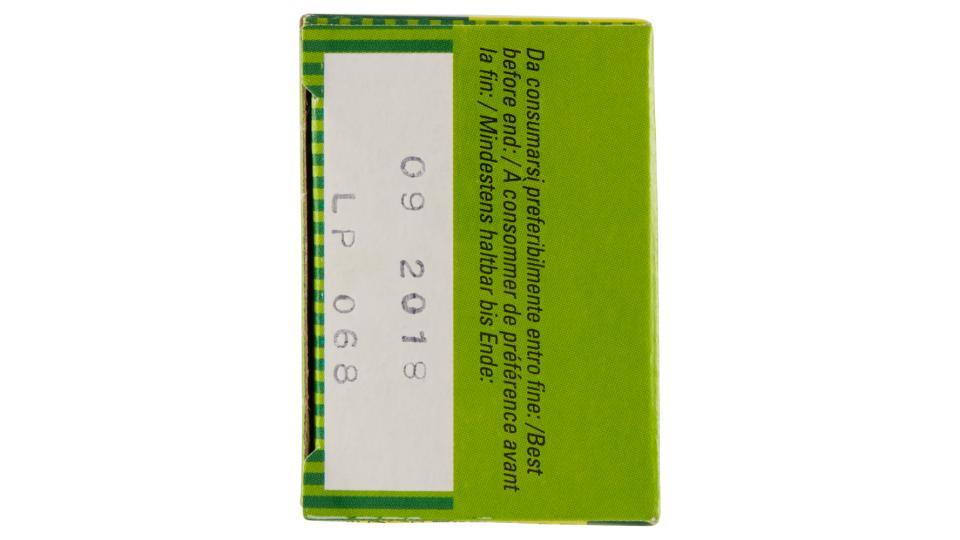 Da consumarsi preferibilmente entro fine: /Best
before end: / À consommer de préférence avant
la fin: / Mindestens haltbar bis Ende:
09 2018
LP 068